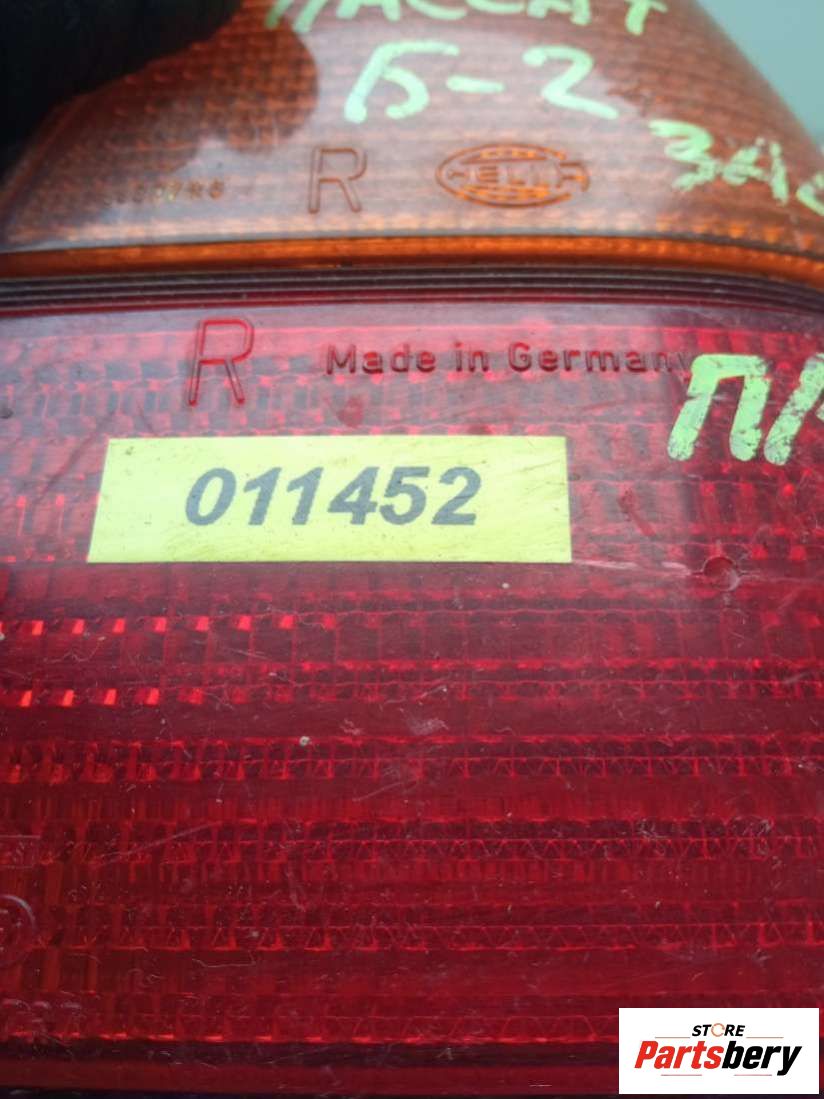 ПАССАТ
Б-2
R
HELLA
R
Made in Germany
011452
STORE
Partsbery